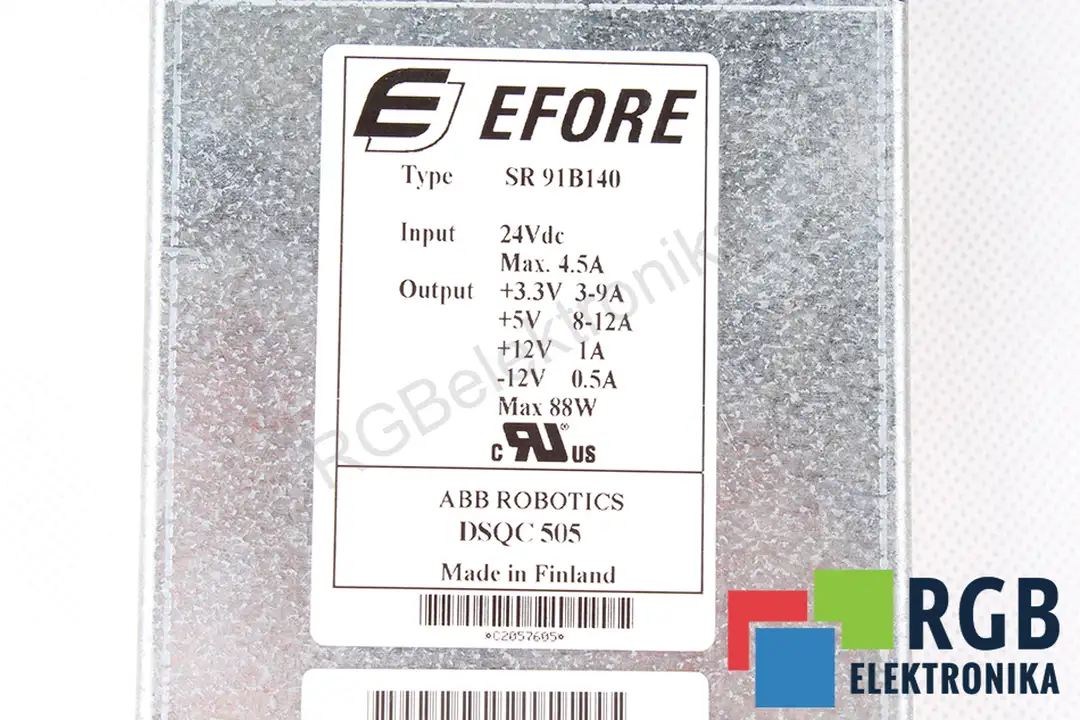 EFORE
Type SR 91B140
Input 24Vdc
Max. 4.5A
Output +3.3V 3-9A
+5V 8-12A
+12V 1A
-12V 0.5A
Max 88W
c RU® US
ABB ROBOTICS
DSQC 505
Made in Finland
*C2057605*
RGBelektronika
RGB
ELEKTRONIKA